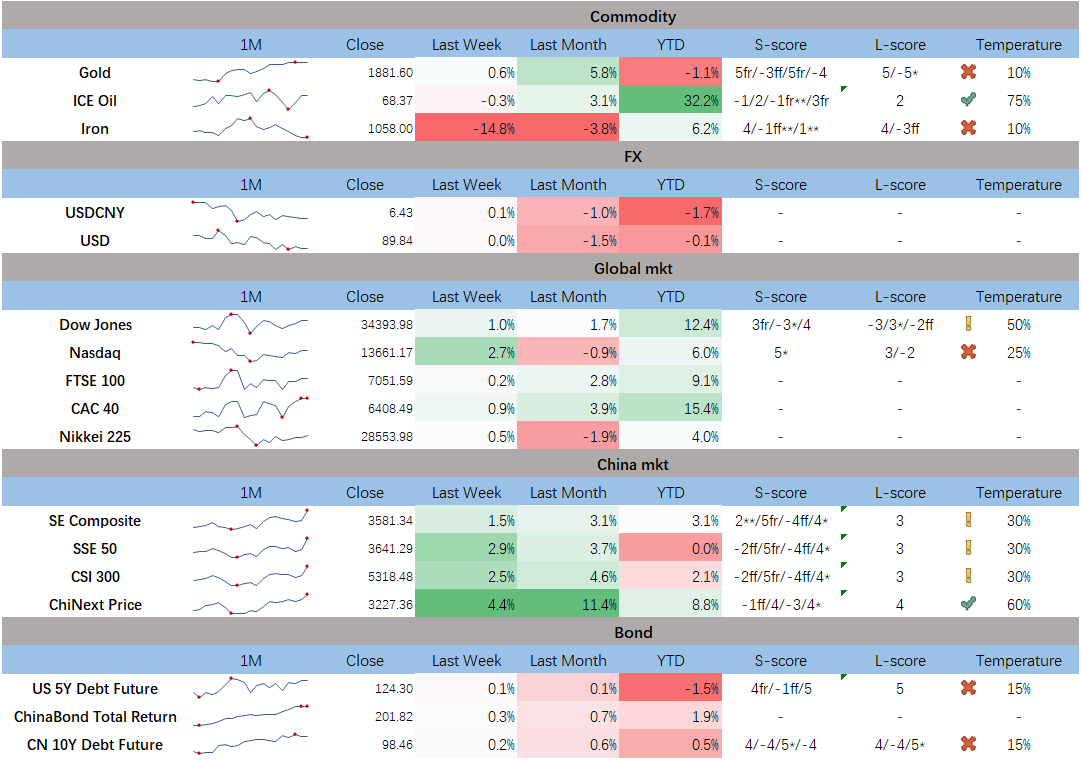 Commodity
1M Close Last Week Last Month YTD S-score L-score Temperature
Gold 1881.60 0.6% 5.8% -1.1% 5fr/-3ff/5fr/-4 5/-5* 10%
ICE Oil 68.37 -0.3% 3.1% 32.2% -1/2/-1fr**/3fr 2 75%
Iron 1058.00 -14.8% -3.8% 6.2% 4/-1ff**/1** 4/-3ff 10%
FX
1M Close Last Week Last Month YTD S-score L-score Temperature
USDCNY 6.43 0.1% -1.0% -1.7% - - -
USD 89.84 0.0% -1.5% -0.1% - - -
Global mkt
1M Close Last Week Last Month YTD S-score L-score Temperature
Dow Jones 34393.98 1.0% 1.7% 12.4% 3fr/-3*/4 -3/3*/-2ff 50%
Nasdaq 13661.17 2.7% -0.9% 6.0% 5* 3/-2 25%
FTSE 100 7051.59 0.2% 2.8% 9.1% - - -
CAC 40 6408.49 0.9% 3.9% 15.4% - - -
Nikkei 225 28553.98 0.5% -1.9% 4.0% - - -
China mkt
1M Close Last Week Last Month YTD S-score L-score Temperature
SE Composite 3581.34 1.5% 3.1% 3.1% 2**/5fr/-4ff/4* 3 30%
SSE 50 3641.29 2.9% 3.7% 0.0% -2ff/5fr/-4ff/4* 3 30%
CSI 300 5318.48 2.5% 4.6% 2.1% -2ff/5fr/-4ff/4* 3 30%
ChiNext Price 3227.36 4.4% 11.4% 8.8% -1ff/4/-3/4* 4 60%
Bond
1M Close Last Week Last Month YTD S-score L-score Temperature
US 5Y Debt Future 124.30 0.1% 0.1% -1.5% 4fr/-1ff/5 5 15%
ChinaBond Total Return 201.82 0.3% 0.7% 1.9% - - -
CN 10Y Debt Future 98.46 0.2% 0.6% 0.5% 4/-4/5*/-4 4/-4/5* 15%